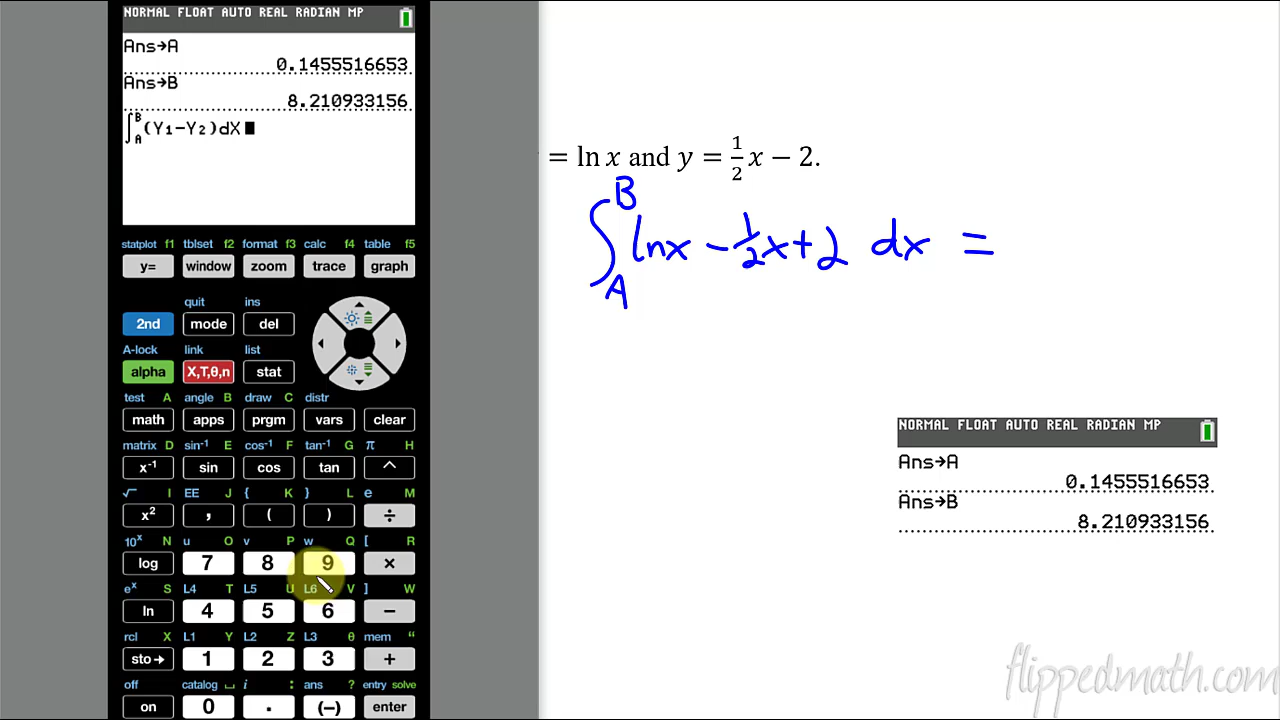 NORMAL FLOAT AUTO REAL RADIAN MP
Ans→A
0.1455516653
Ans→B
8.210933156
∫ᴬᴮ(Y₁−Y₂)dX
statplot f1 tblset f2 format f3 calc f4 table f5
y= window zoom trace graph
quit ins
2nd mode del
A-lock link list
alpha X,T,θ,n stat
test A angle B draw C distr
math apps prgm vars clear
matrix D sin⁻¹ E cos⁻¹ F tan⁻¹ G π H
x⁻¹ sin cos tan ^
√ I EE J { K } L e M
x² , ( ) ÷
10ˣ N u O v P w Q [ R
log 7 8 9 ×
eˣ S L4 T L5 U L6 V ] W
ln 4 5 6 −
rcl X L1 Y L2 Z L3 θ mem “
sto→ 1 2 3 +
off catalog ⎵ i : ans ? entry solve
on 0 . (−) enter
= ln x and y = 1/2 x − 2.
∫ₐᴮ lnx − 1/2 x + 2 dx =
NORMAL FLOAT AUTO REAL RADIAN MP
Ans→A
0.1455516653
Ans→B
8.210933156
flippedmath.com